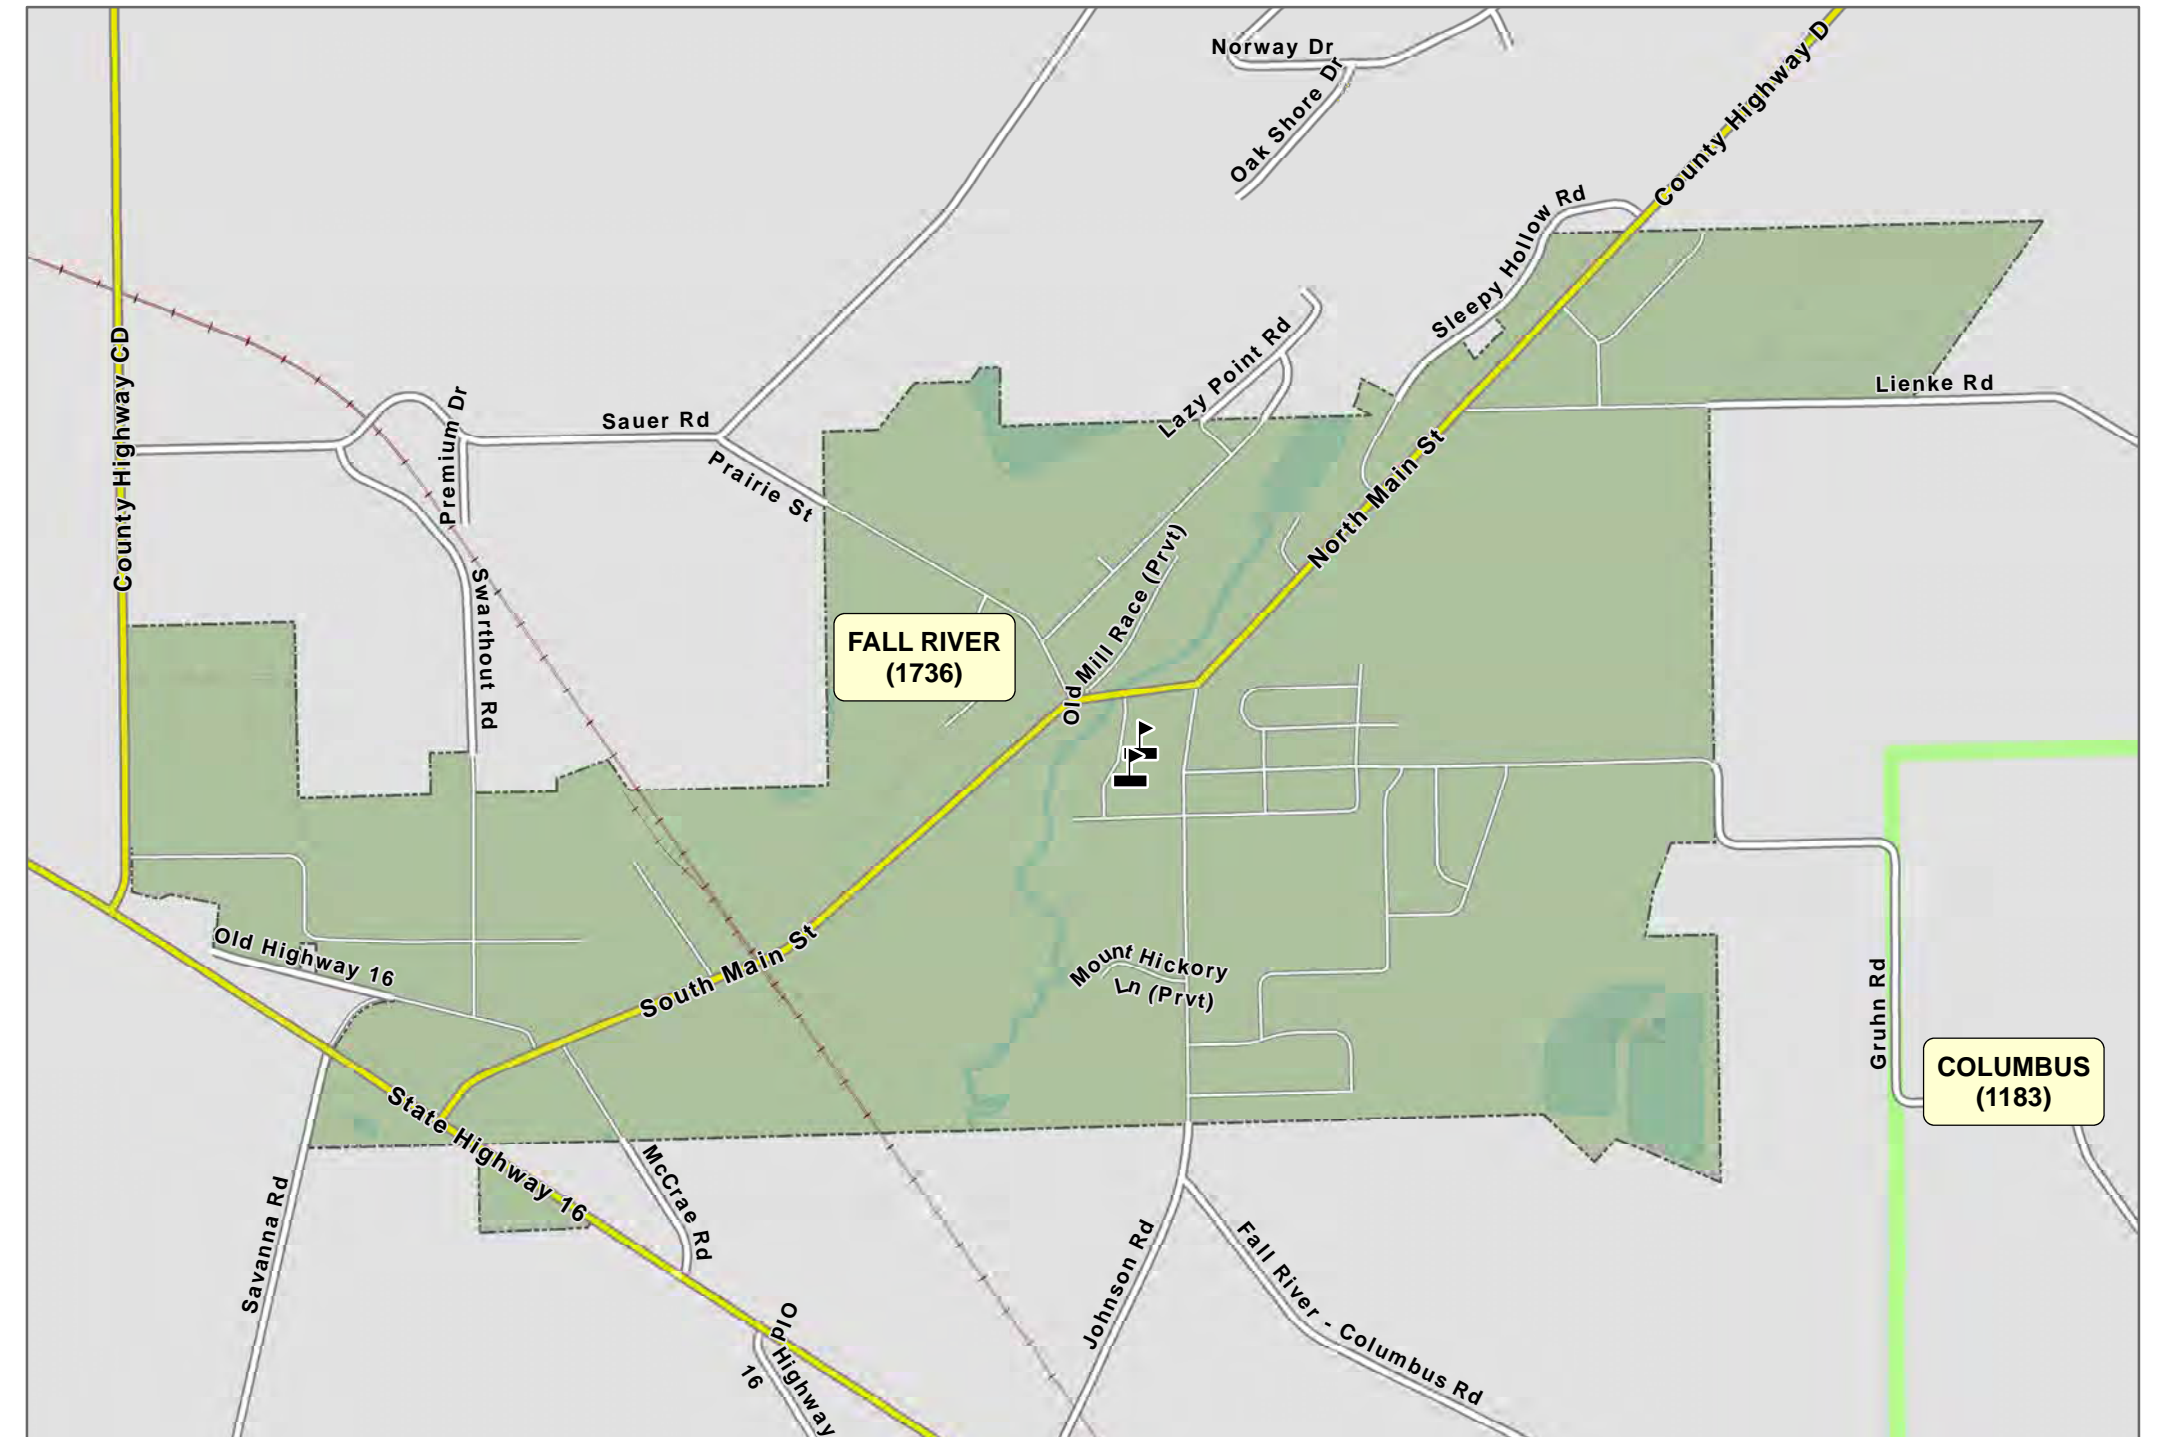 Norway Dr
Oak Shore Dr
County Highway D
Sleepy Hollow Rd
Lazy Point Rd
Lienke Rd
County Highway CD
Premium Dr
Sauer Rd
Prairie St
North Main St
Swarthout Rd
Old Mill Race (Prvt)
FALL RIVER
(1736)
Old Highway 16
South Main St
Mount Hickory
Ln (Prvt)
Gruhn Rd
COLUMBUS
(1183)
State Highway 16
McCrae Rd
Savanna Rd
Johnson Rd
Fall River - Columbus Rd
Old
Highway
16